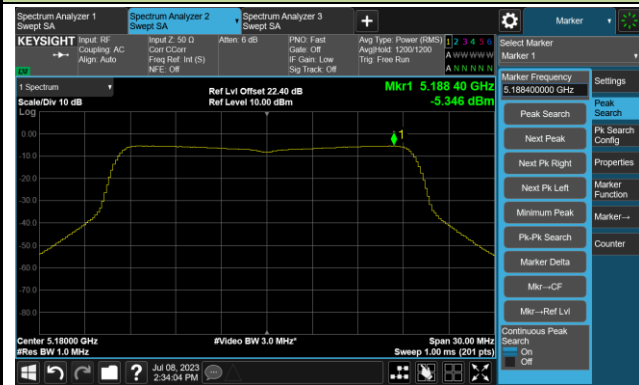 Spectrum Analyzer 1
Swept SA
Spectrum Analyzer 2
Swept SA
Spectrum Analyzer 3
Swept SA
Marker
KEYSIGHT
Input: RF
Coupling: AC
Align: Auto
Input Z: 50 Ω
Corr CCorr
Freq Ref: Int (S)
NFE: Off
Atten: 6 dB
PNO: Fast
Gate: Off
IF Gain: Low
Sig Track: Off
Avg Type: Power (RMS)
Avg|Hold: 1200/1200
Trig: Free Run
1 2 3 4 5 6
A W W W W W
A N N N N N
LXI
1 Spectrum
Scale/Div 10 dB
Log
Ref Lvl Offset 22.40 dB
Ref Level 10.00 dBm
Mkr1 5.188 40 GHz
-5.346 dBm
1
0.00
-10.0
-20.0
-30.0
-40.0
-50.0
-60.0
-70.0
-80.0
Center 5.18000 GHz
#Res BW 1.0 MHz
#Video BW 3.0 MHz*
Span 30.00 MHz
Sweep 1.00 ms (201 pts)
Select Marker
Marker 1
Marker Frequency
5.188400000 GHz
Peak Search
Next Peak
Next Pk Right
Next Pk Left
Minimum Peak
Pk-Pk Search
Marker Delta
Mkr→CF
Mkr→Ref Lvl
Continuous Peak
Search
On
Off
Settings
Peak
Search
Pk Search
Config
Properties
Marker
Function
Marker→
Counter
?
Jul 08, 2023
2:34:04 PM